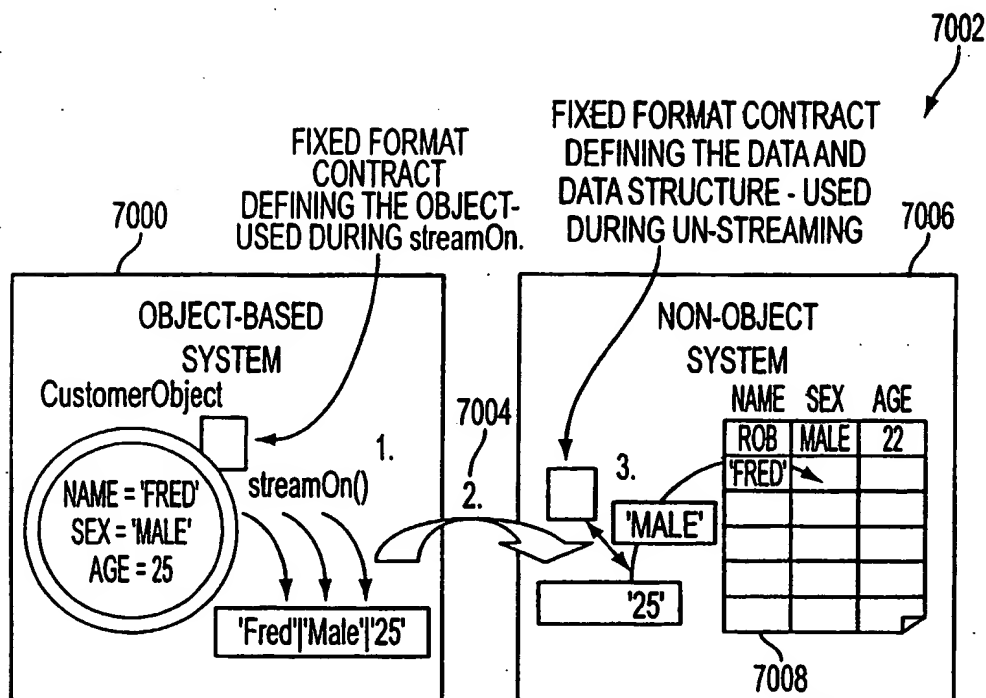 7002
FIXED FORMAT
CONTRACT
DEFINING THE OBJECT-
USED DURING streamOn.
FIXED FORMAT CONTRACT
DEFINING THE DATA AND
DATA STRUCTURE - USED
DURING UN-STREAMING
7000
7006
OBJECT-BASED
SYSTEM
CustomerObject
1.
streamOn()
NAME = 'FRED'
SEX = 'MALE'
AGE = 25
'Fred'|'Male'|'25'
7004
2.
NON-OBJECT
SYSTEM
NAME SEX AGE
ROB MALE 22
'FRED'
3.
'MALE'
'25'
7008